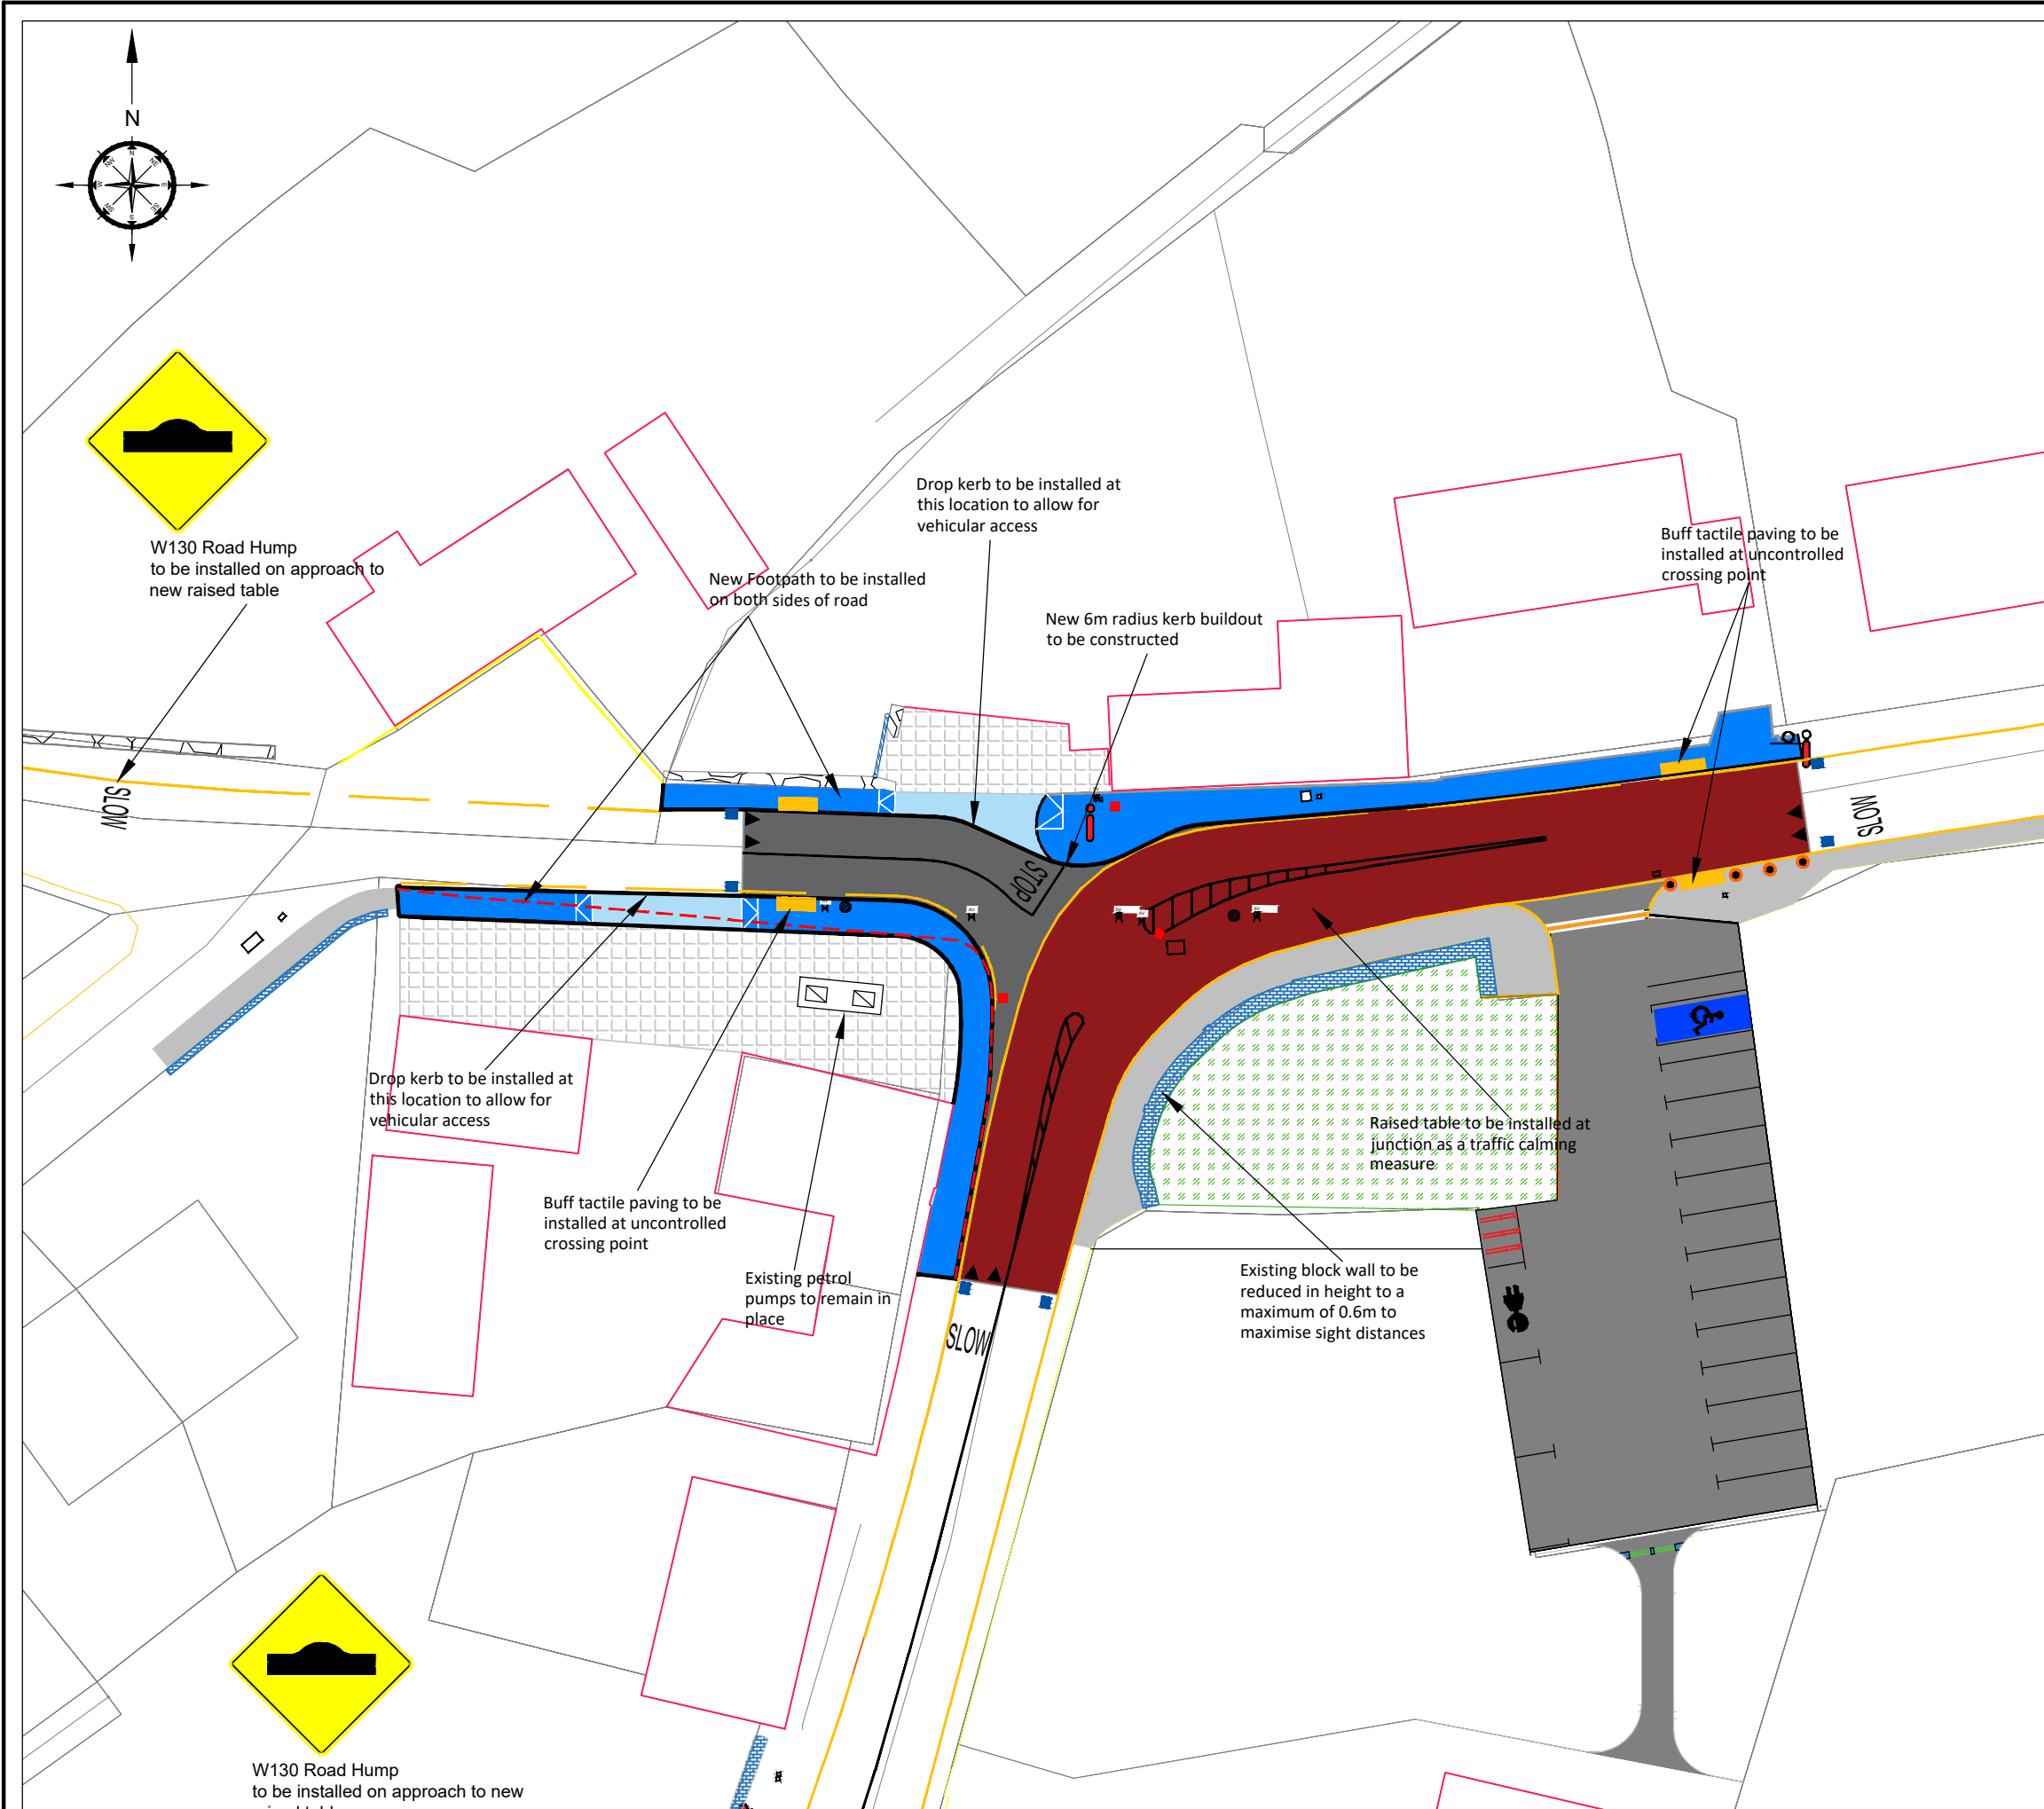 N
N
NE
E
SE
S
SW
W
NW
W130 Road Hump
to be installed on approach to
new raised table
Drop kerb to be installed at
this location to allow for
vehicular access
Buff tactile paving to be
installed at uncontrolled
crossing point
New Footpath to be installed
on both sides of road
New 6m radius kerb buildout
to be constructed
SLOW
STOP
SLOW
Drop kerb to be installed at
this location to allow for
vehicular access
Raised table to be installed at
junction as a traffic calming
measure
Buff tactile paving to be
installed at uncontrolled
crossing point
Existing petrol
pumps to remain in
place
Existing block wall to be
reduced in height to a
maximum of 0.6m to
maximise sight distances
SLOW
W130 Road Hump
to be installed on approach to new